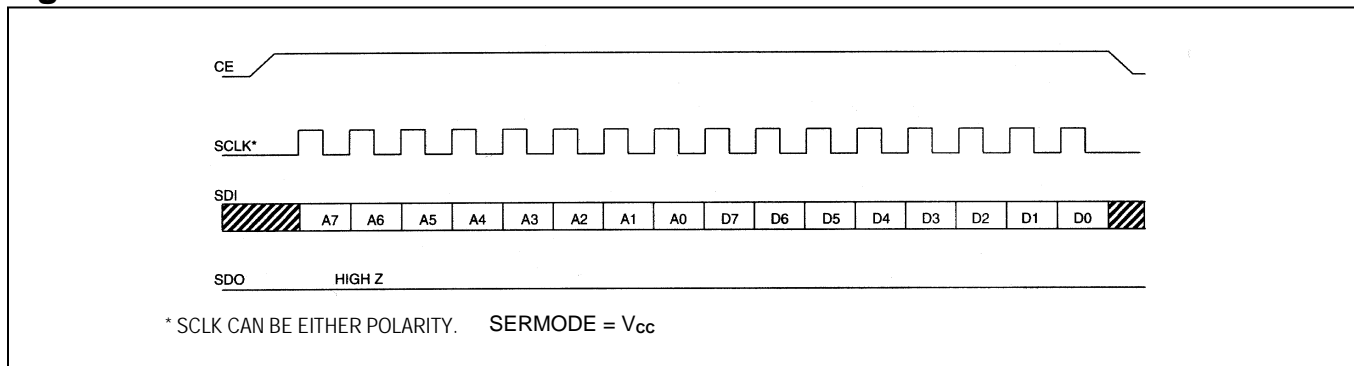 CE
SCLK*
SDI
A7 A6 A5 A4 A3 A2 A1 A0 D7 D6 D5 D4 D3 D2 D1 D0
SDO HIGH Z
* SCLK CAN BE EITHER POLARITY. SERMODE = Vcc